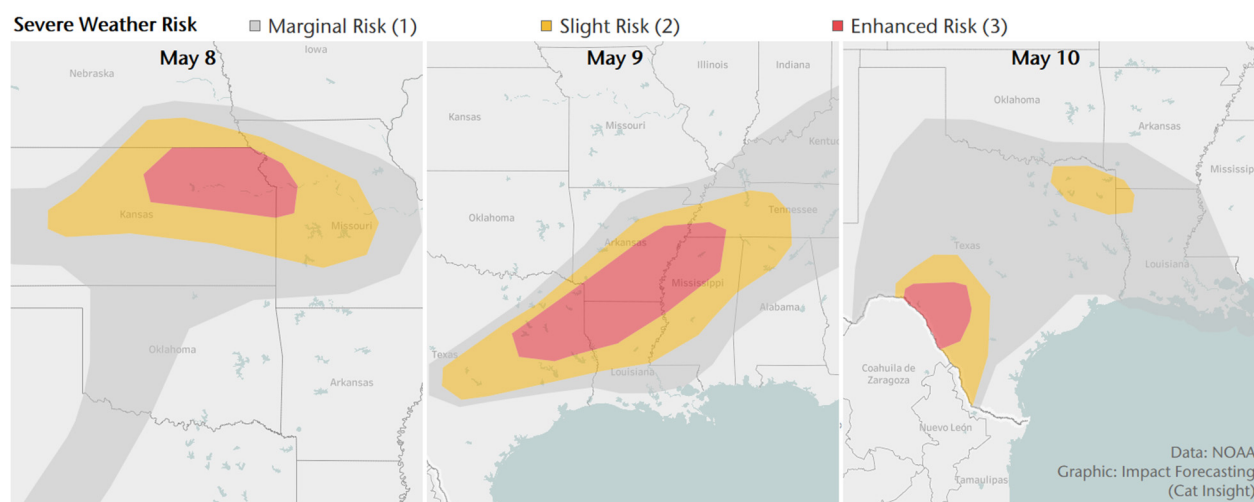 Severe Weather Risk
Marginal Risk (1)
Slight Risk (2)
Enhanced Risk (3)
May 8
Iowa
Nebraska
Kansas
Missouri
Oklahoma
Arkansas
May 9
Illinois
Indiana
Kansas
Missouri
Kentu
Oklahoma
Tennessee
Arkansas
Mississippi
Alabama
Texas
Louisiana
May 10
Oklahoma
Arkansas
Mississip
Texas
Louisiana
Coahuila de
Zaragoza
Nuevo León
Tamaulipas
Data: NOAA
Graphic: Impact Forecasting
(Cat Insight)